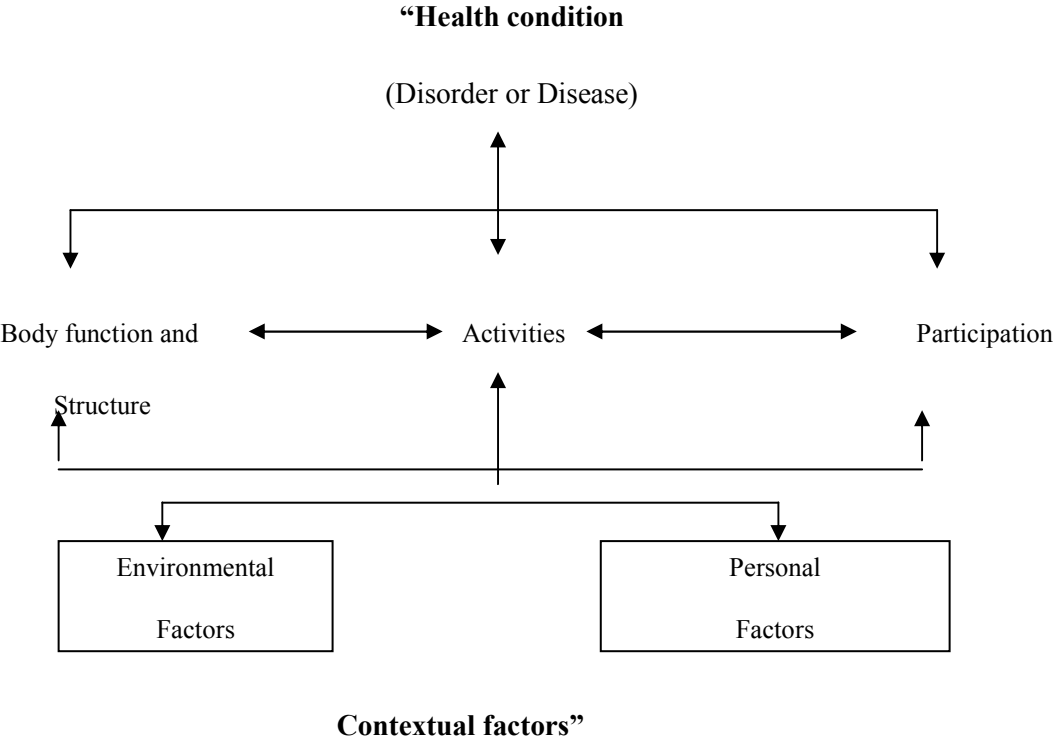 “Health condition
(Disorder or Disease)
Body function and
Structure
Activities
Participation
Environmental
Factors
Personal
Factors
Contextual factors”